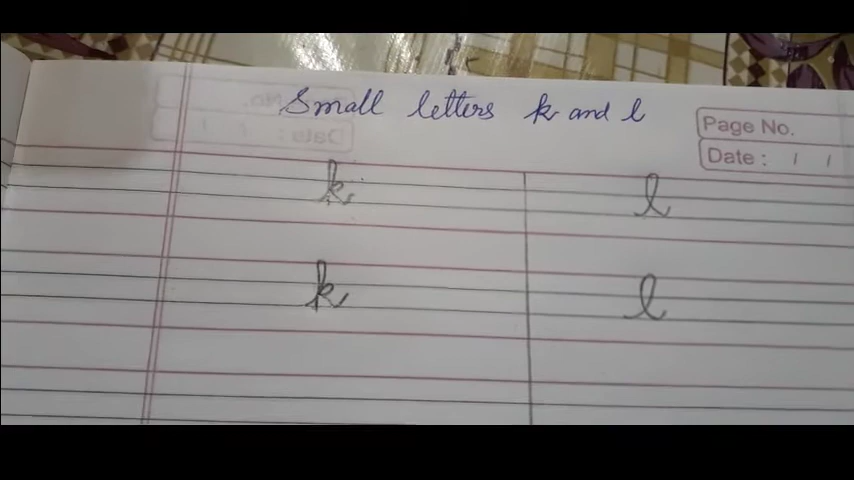 Small letters k and l
Page No.
Date : / /
k l
k l